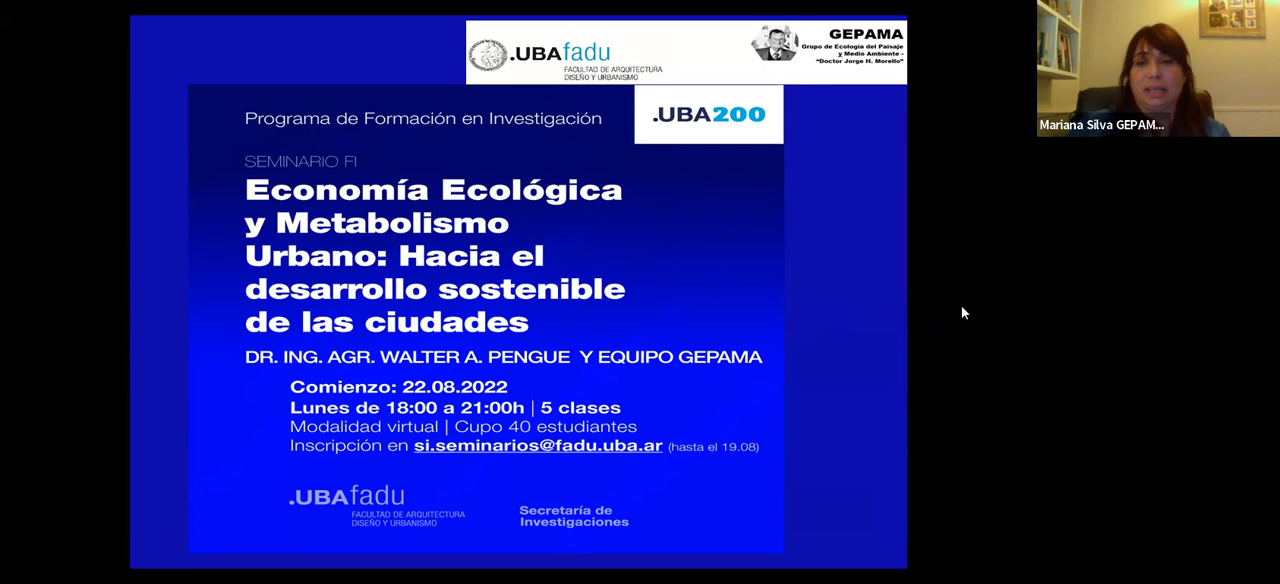 .UBAfadu
FACULTAD DE ARQUITECTURA
DISEÑO Y URBANISMO
GEPAMA
Grupo de Ecología del Paisaje
y Medio Ambiente -
"Doctor Jorge H. Morello"
Mariana Silva GEPAM...
Programa de Formación en Investigación
.UBA200
SEMINARIO FI
Economía Ecológica
y Metabolismo
Urbano: Hacia el
desarrollo sostenible
de las ciudades
DR. ING. AGR. WALTER A. PENGUE Y EQUIPO GEPAMA
Comienzo: 22.08.2022
Lunes de 18:00 a 21:00h | 5 clases
Modalidad virtual | Cupo 40 estudiantes
Inscripción en si.seminarios@fadu.uba.ar (hasta el 19.08)
.UBAfadu
FACULTAD DE ARQUITECTURA
DISEÑO Y URBANISMO
Secretaría de
Investigaciones